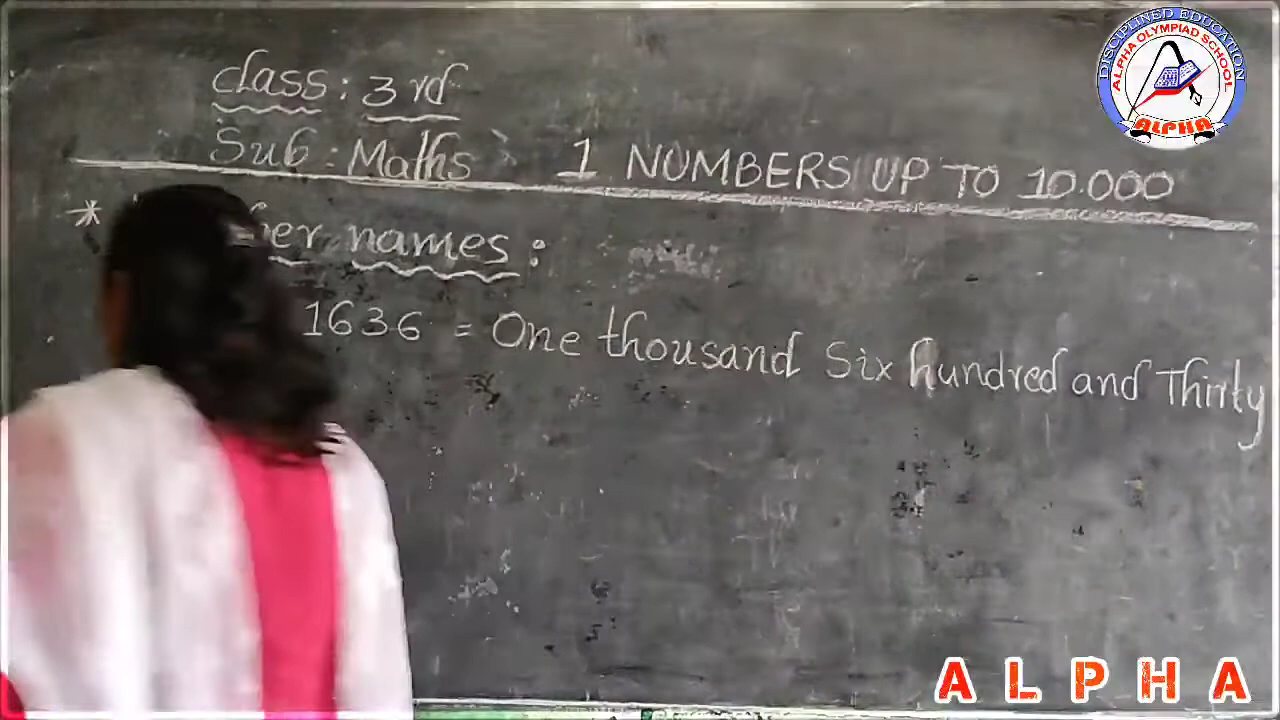 class: 3rd
Sub: Maths
1 NUMBERS UP TO 10.000
* names:
1636 = One thousand Six hundred and Thirty
DISCIPLINED EDUCATION
ALPHA OLYMPIAD SCHOOL
ALPHA
ALPHA